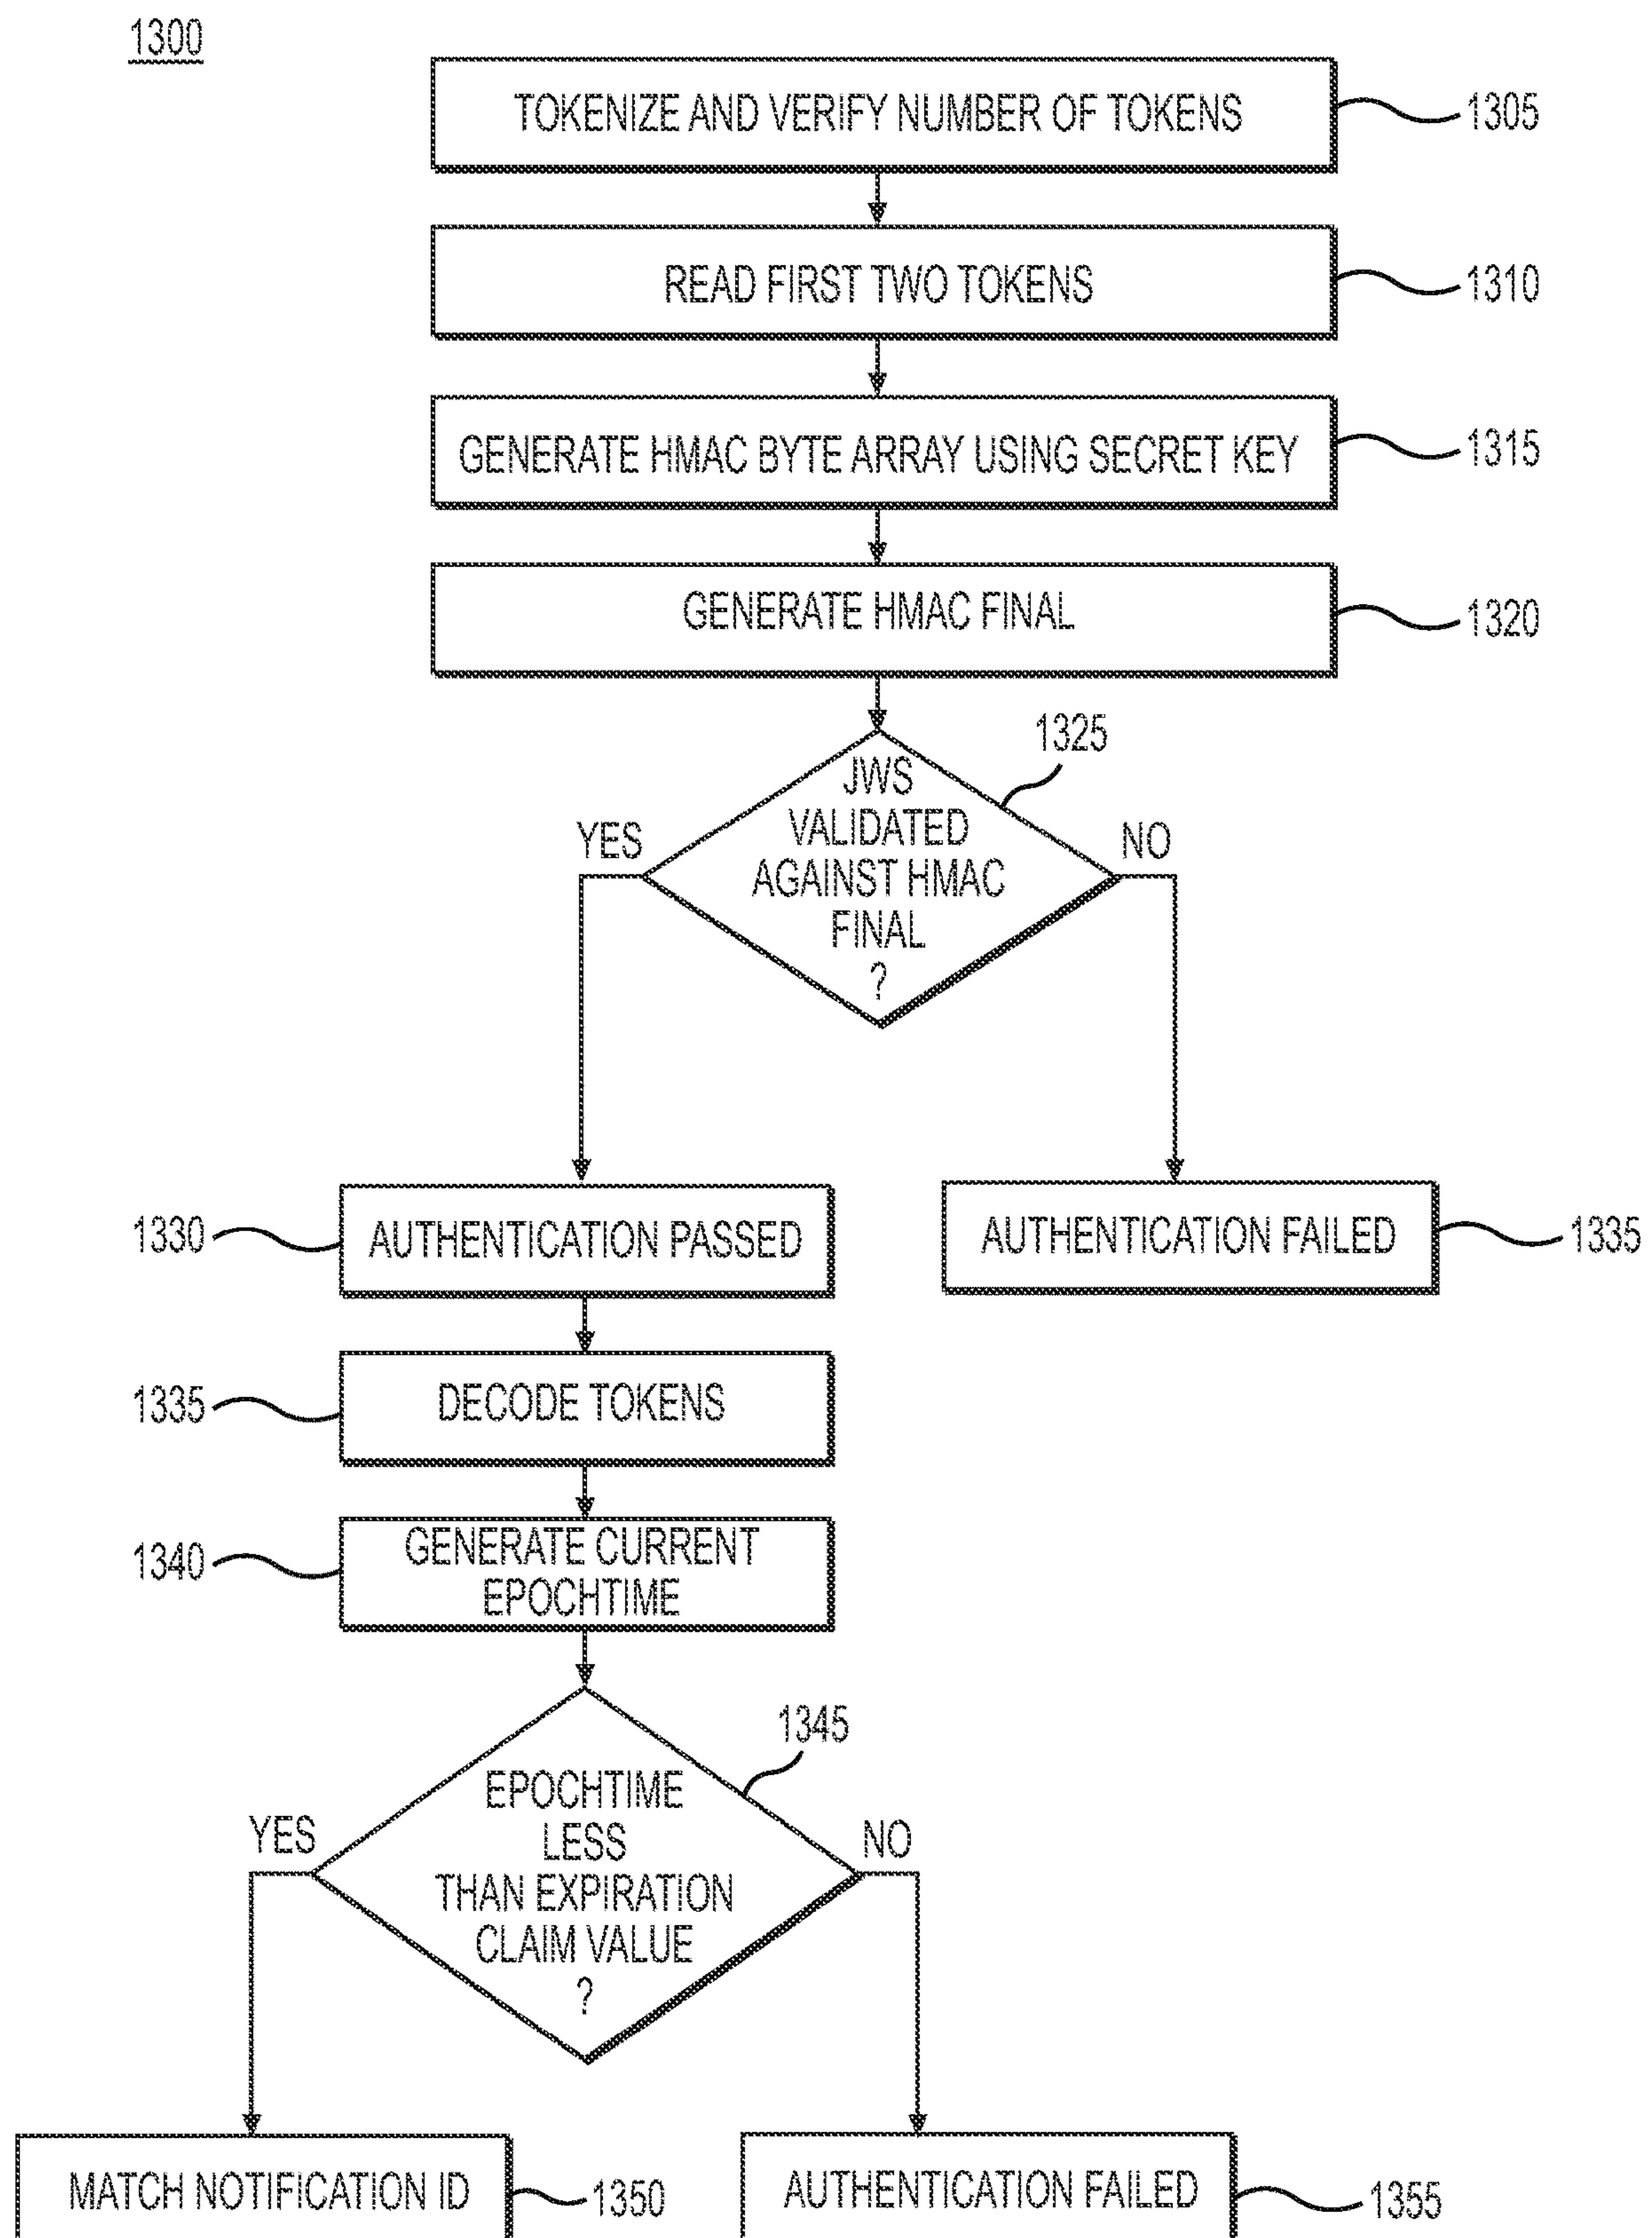 1300
TOKENIZE AND VERIFY NUMBER OF TOKENS
1305
READ FIRST TWO TOKENS
1310
GENERATE HMAC BYTE ARRAY USING SECRET KEY
1315
GENERATE HMAC FINAL
1320
1325
JWS
VALIDATED
AGAINST HMAC
FINAL
?
YES
NO
1330
AUTHENTICATION PASSED
AUTHENTICATION FAILED
1335
1335
DECODE TOKENS
1340
GENERATE CURRENT
EPOCHTIME
1345
EPOCHTIME
LESS
THAN EXPIRATION
CLAIM VALUE
?
YES
NO
MATCH NOTIFICATION ID
1350
AUTHENTICATION FAILED
1355